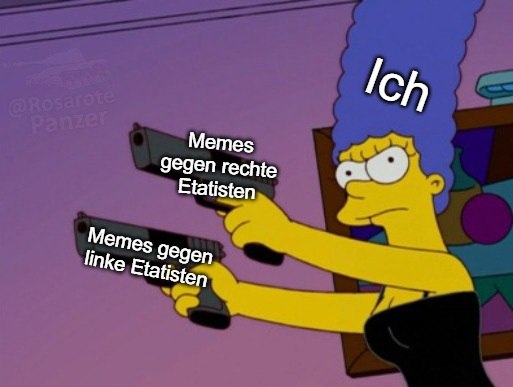 @Rosarote
Panzer
Ich
Memes
gegen rechte
Etatisten
Memes gegen
linke Etatisten